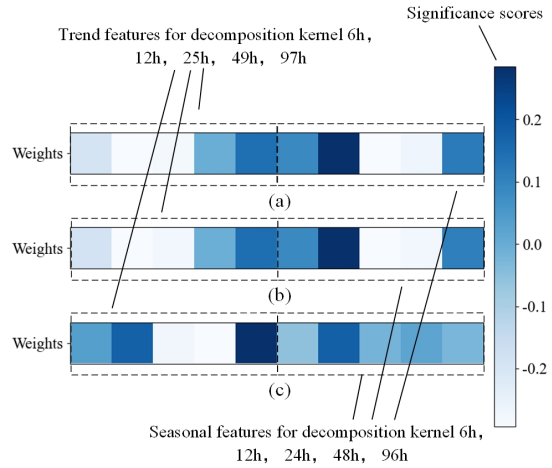 Significance scores
Trend features for decomposition kernel 6h,
12h, 25h, 49h, 97h
Weights
(a)
Weights
(b)
Weights
(c)
0.2
0.1
0.0
-0.1
-0.2
Seasonal features for decomposition kernel 6h,
12h, 24h, 48h, 96h